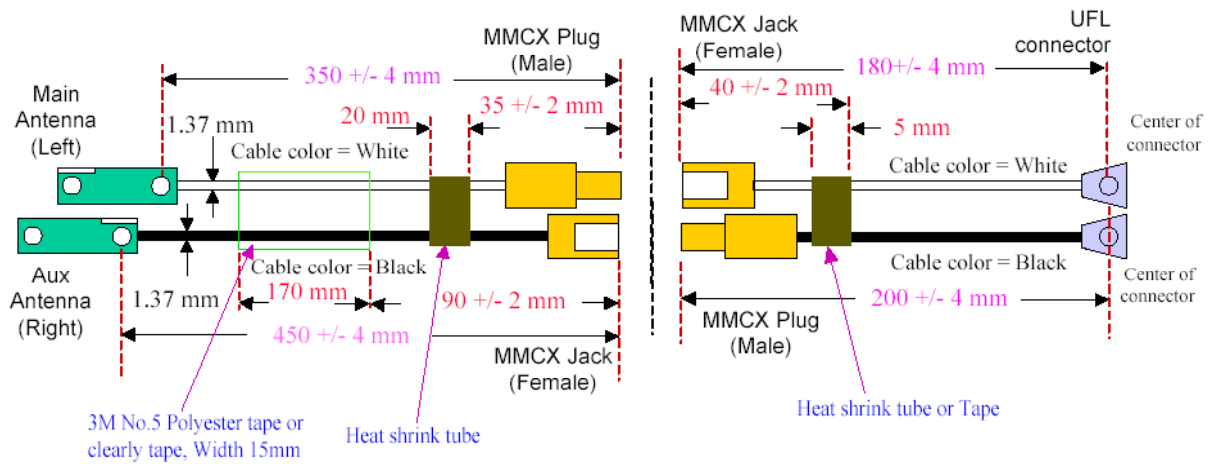 MMCX Plug
(Male)
350 +/- 4 mm
Main
Antenna
(Left)
1.37 mm
20 mm
35 +/- 2 mm
Cable color = White
Cable color = Black
Aux
Antenna
(Right)
1.37 mm
170 mm
90 +/- 2 mm
450 +/- 4 mm
MMCX Jack
(Female)
3M No.5 Polyester tape or
clearly tape, Width 15mm
Heat shrink tube
MMCX Jack
(Female)
UFL
connector
180+/- 4 mm
40 +/- 2 mm
5 mm
Center of
connector
Cable color = White
Cable color = Black
Center of
connector
200 +/- 4 mm
MMCX Plug
(Male)
Heat shrink tube or Tape